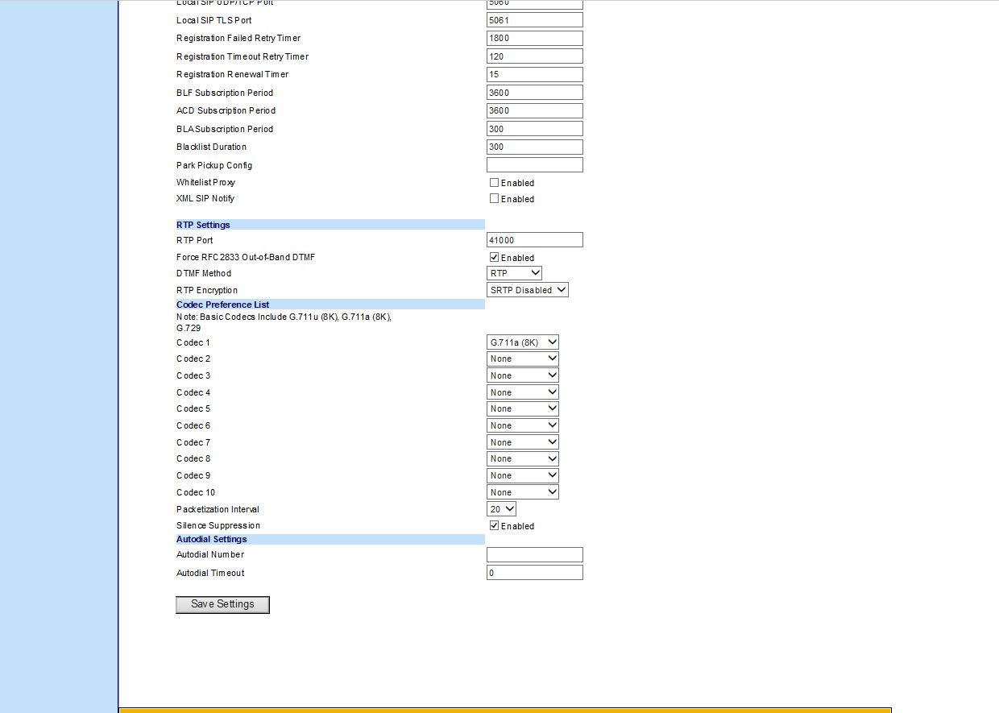 Local SIP UDP/TCP Port 5060
Local SIP TLS Port 5061
Registration Failed Retry Timer 1800
Registration Timeout Retry Timer 120
Registration Renewal Timer 15
BLF Subscription Period 3600
ACD Subscription Period 3600
BLA Subscription Period 300
Blacklist Duration 300
Park Pickup Config
Whitelist Proxy Enabled
XML SIP Notify Enabled
RTP Settings
RTP Port 41000
Force RFC2833 Out-of-Band DTMF Enabled
DTMF Method RTP
RTP Encryption SRTP Disabled
Codec Preference List
Note: Basic Codecs Include G.711u (8K), G.711a (8K),
G.729
Codec 1 G.711a (8K)
Codec 2 None
Codec 3 None
Codec 4 None
Codec 5 None
Codec 6 None
Codec 7 None
Codec 8 None
Codec 9 None
Codec 10 None
Packetization Interval 20
Silence Suppression Enabled
Autodial Settings
Autodial Number
Autodial Timeout 0
Save Settings